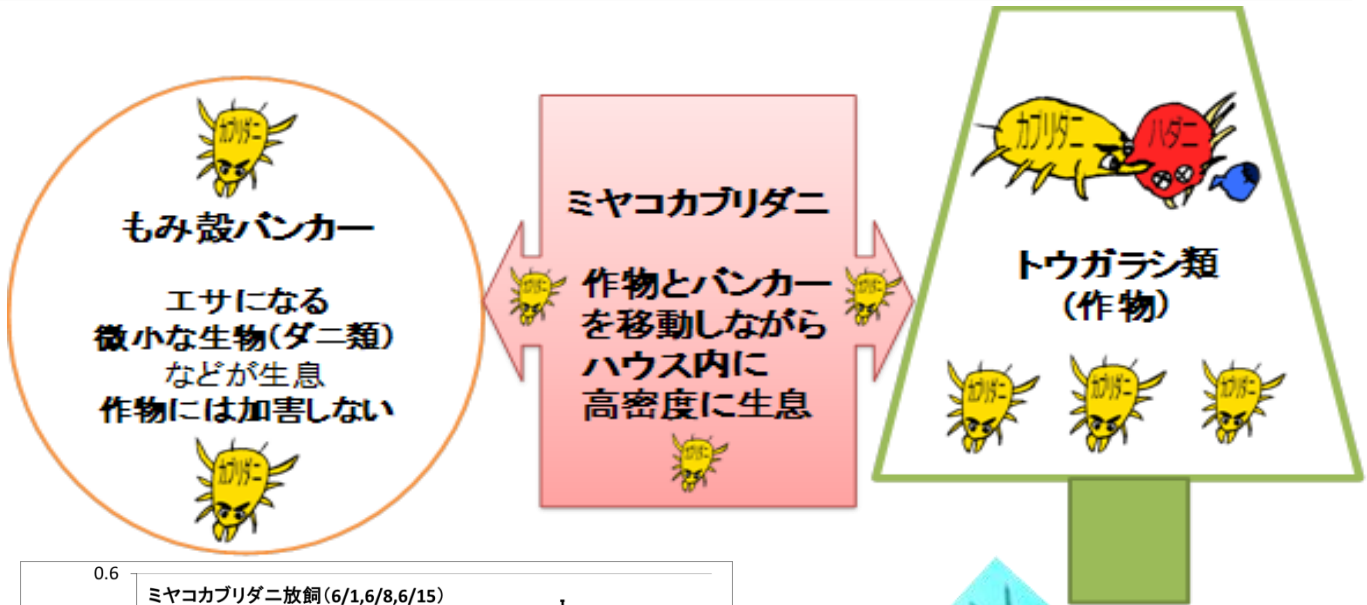 カブリダニ
もみ殻バンカー
エサになる
微小な生物(ダニ類)
などが生息
作物には加害しない
カブリダニ
ミヤコカブリダニ
作物とバンカー
を移動しながら
ハウス内に
高密度に生息
カブリダニ
カブリダニ
カブリダニ
カブリダニ
ハダニ
トウガラシ類
(作物)
カブリダニ
カブリダニ
カブリダニ
0.6
ミヤコカブリダニ放飼(6/1,6/8,6/15)